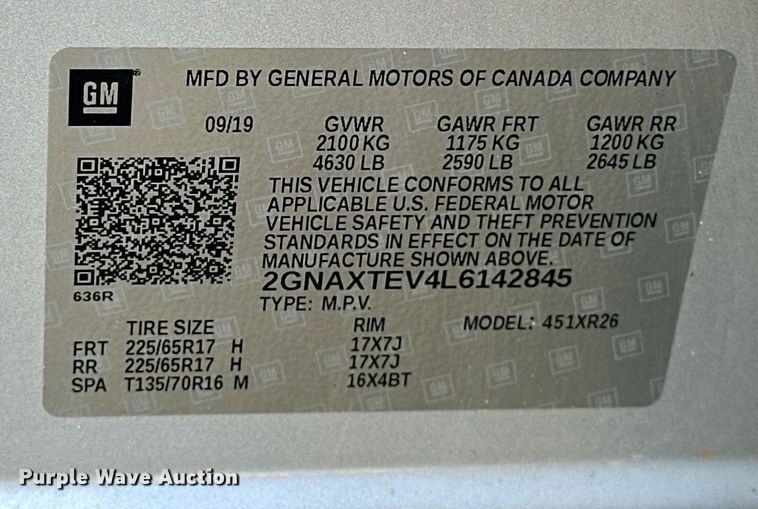 GM
MFD BY GENERAL MOTORS OF CANADA COMPANY
09/19 GVWR GAWR FRT GAWR RR
2100 KG 1175 KG 1200 KG
4630 LB 2590 LB 2645 LB
THIS VEHICLE CONFORMS TO ALL
APPLICABLE U.S. FEDERAL MOTOR
VEHICLE SAFETY AND THEFT PREVENTION
STANDARDS IN EFFECT ON THE DATE OF
MANUFACTURE SHOWN ABOVE.
2GNAXTEV4L6142845
636R
TYPE: M.P.V.
TIRE SIZE RIM MODEL: 451XR26
FRT 225/65R17 H 17X7J
RR 225/65R17 H 17X7J
SPA T135/70R16 M 16X4BT
Purple Wave Auction